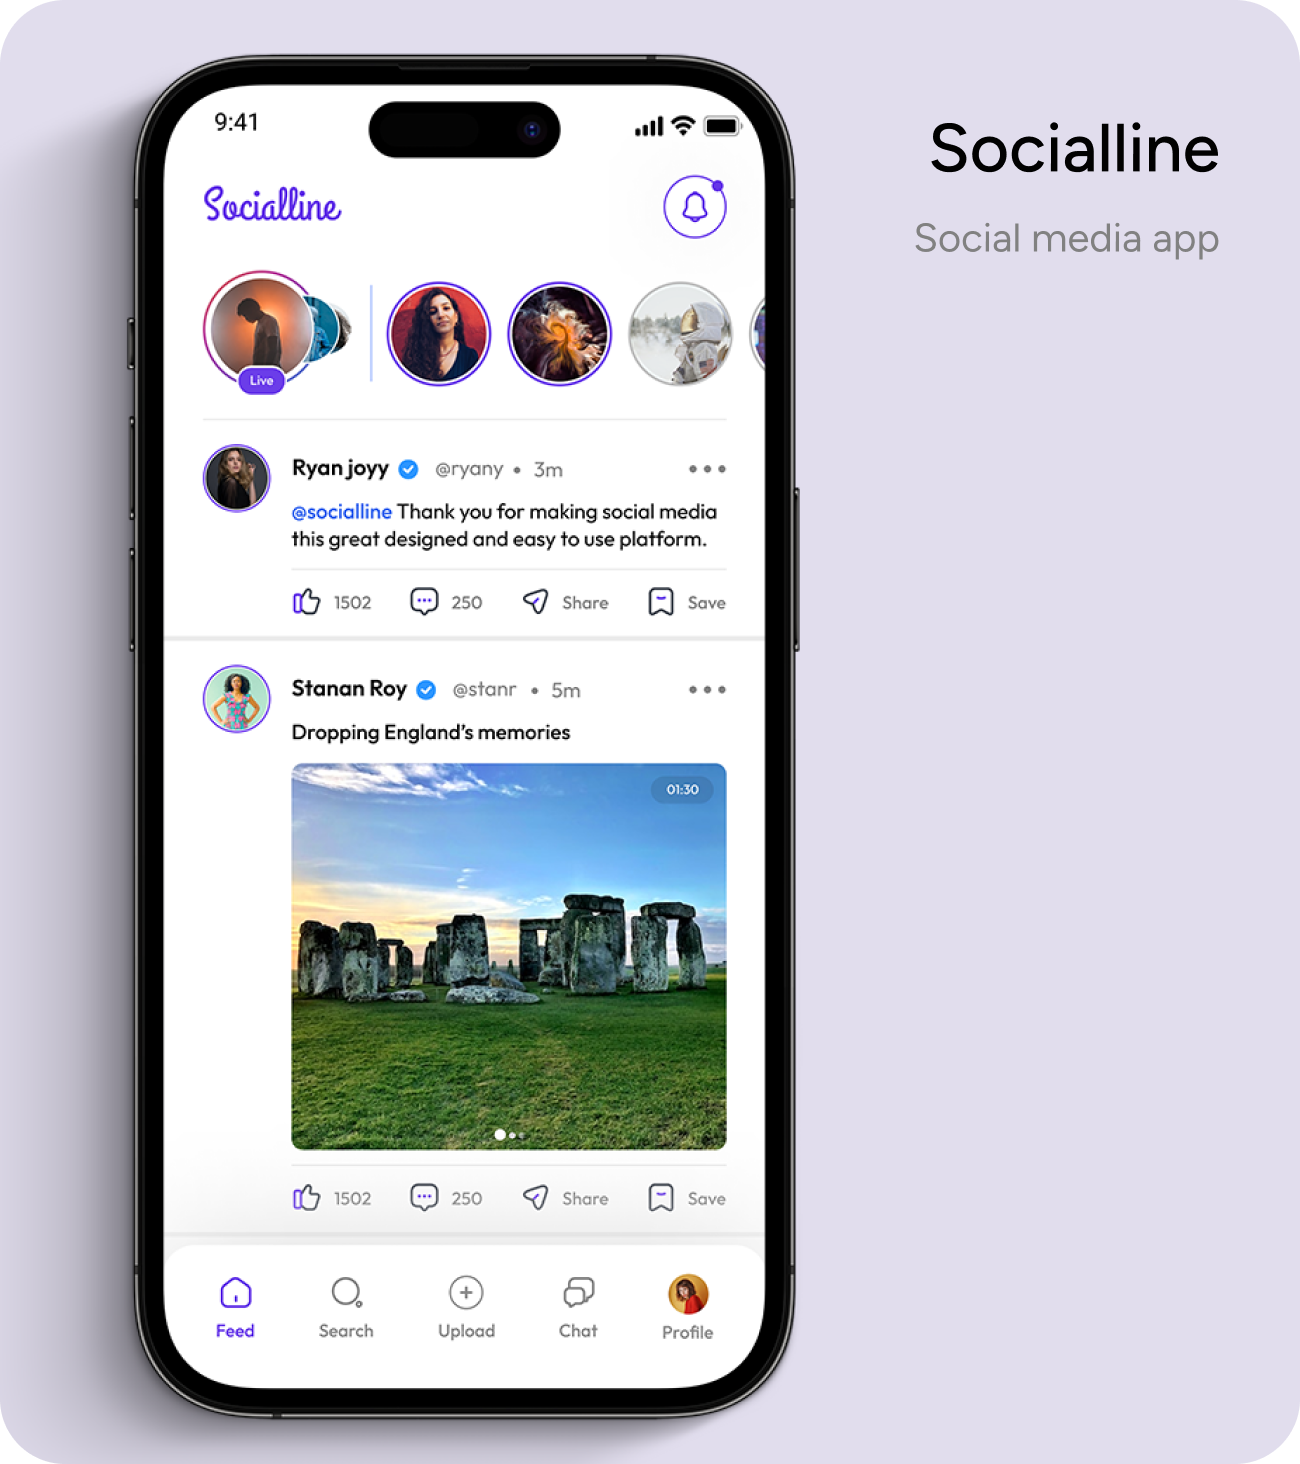 Socialline
Social media app
9:41
Socialline
Live
Ryan joyy @ryany • 3m
@socialline Thank you for making social media
this great designed and easy to use platform.
1502 250 Share Save
Stanan Roy @stanr • 5m
Dropping England’s memories
01:30
1502 250 Share Save
Feed Search Upload Chat Profile